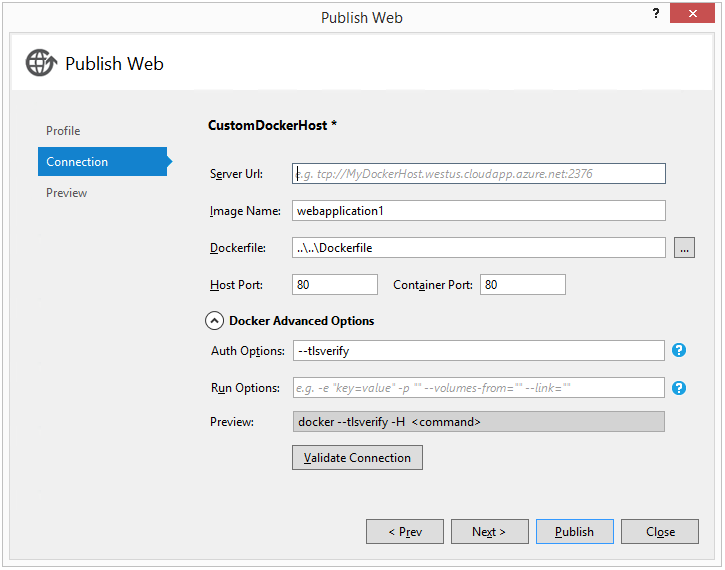 Publish Web
?
Publish Web
Profile
Connection
Preview
CustomDockerHost *
Server Url: e.g. tcp://MyDockerHost.westus.cloudapp.azure.net:2376
Image Name: webapplication1
Dockerfile: ..\..\Dockerfile ...
Host Port: 80 Container Port: 80
Docker Advanced Options
Auth Options: --tlsverify ?
Run Options: e.g. -e "key=value" -p "" --volumes-from="" --link="" ?
Preview: docker --tlsverify -H <command>
Validate Connection
< Prev Next > Publish Close